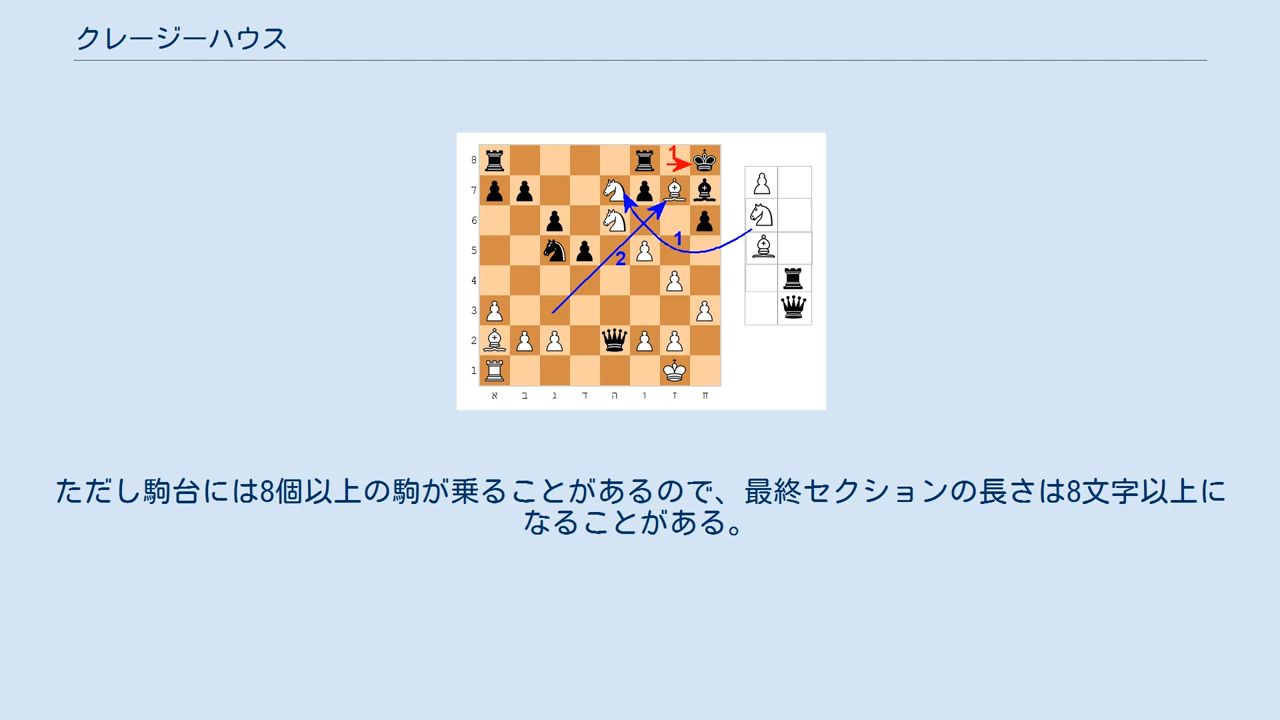 クレージーハウス
8
7
6
5
4
3
2
1
א ב ג ד ה ו ז ח
1
1
2
ただし駒台には8個以上の駒が乗ることがあるので、最終セクションの長さは8文字以上に
なることがある。